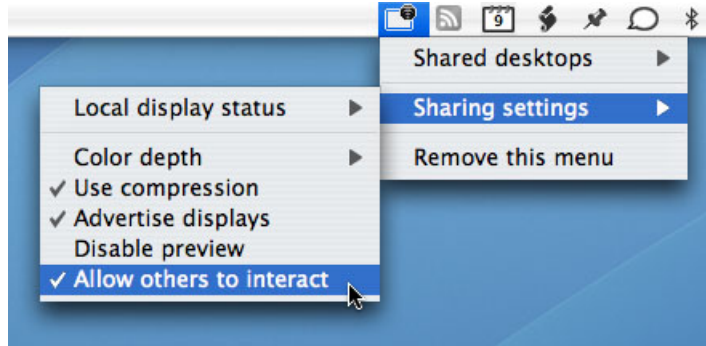 9
Shared desktops
Sharing settings
Remove this menu
Local display status
Color depth
Use compression
Advertise displays
Disable preview
Allow others to interact